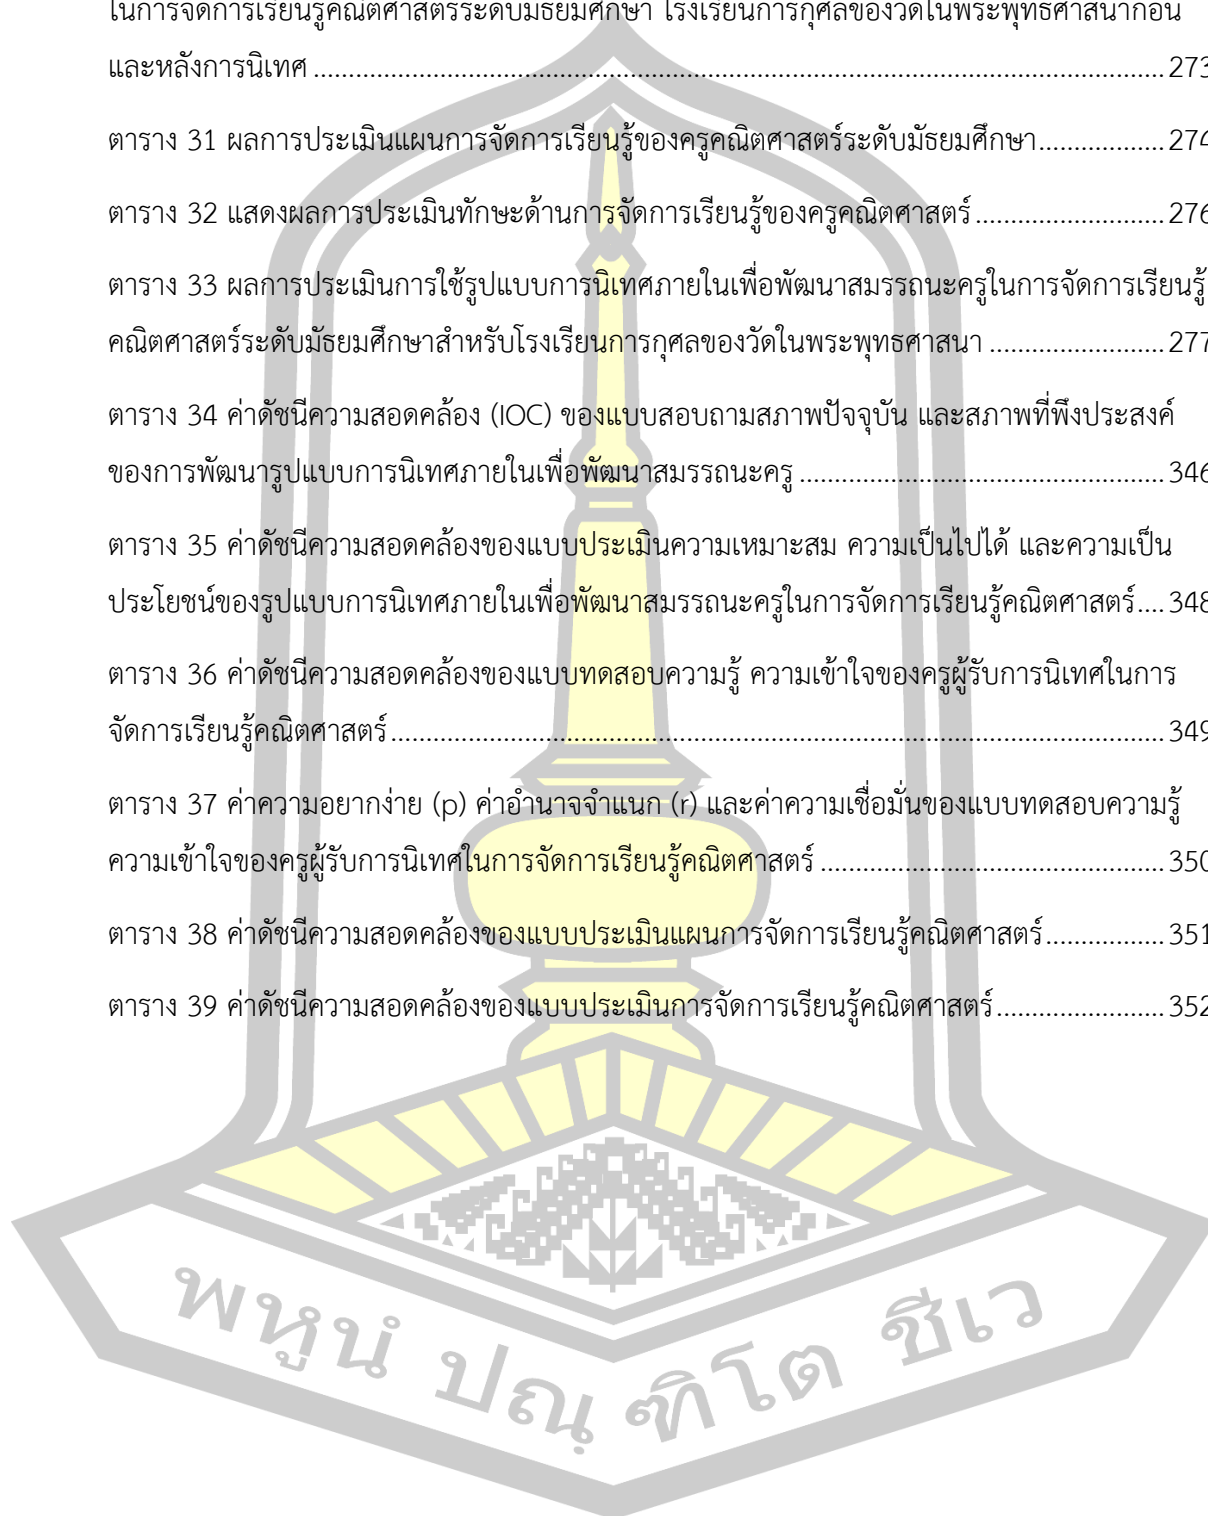 ในการจัดการเรียนรู้คณิตศาสตร์ระดับมัธยมศึกษา โรงเรียนการกุศลของวัดในพระพุทธศาสนาก่อน
และหลังการนิเทศ ........................................................................................................ 273
ตาราง 31 ผลการประเมินแผนการจัดการเรียนรู้ของครูคณิตศาสตร์ระดับมัธยมศึกษา.................. 274
ตาราง 32 แสดงผลการประเมินทักษะด้านการจัดการเรียนรู้ของครูคณิตศาสตร์ ........................... 276
ตาราง 33 ผลการประเมินการใช้รูปแบบการนิเทศภายในเพื่อพัฒนาสมรรถนะครูในการจัดการเรียนรู้
คณิตศาสตร์ระดับมัธยมศึกษาสำหรับโรงเรียนการกุศลของวัดในพระพุทธศาสนา ......................... 277
ตาราง 34 ค่าดัชนีความสอดคล้อง (IOC) ของแบบสอบถามสภาพปัจจุบัน และสภาพที่พึงประสงค์
ของการพัฒนารูปแบบการนิเทศภายในเพื่อพัฒนาสมรรถนะครู .................................................... 346
ตาราง 35 ค่าดัชนีความสอดคล้องของแบบประเมินความเหมาะสม ความเป็นไปได้ และความเป็น
ประโยชน์ของรูปแบบการนิเทศภายในเพื่อพัฒนาสมรรถนะครูในการจัดการเรียนรู้คณิตศาสตร์.... 348
ตาราง 36 ค่าดัชนีความสอดคล้องของแบบทดสอบความรู้ ความเข้าใจของครูผู้รับการนิเทศในการ
จัดการเรียนรู้คณิตศาสตร์................................................................................................ 349
ตาราง 37 ค่าความอยากง่าย (p) ค่าอำนาจจำแนก (r) และค่าความเชื่อมั่นของแบบทดสอบความรู้
ความเข้าใจของครูผู้รับการนิเทศในการจัดการเรียนรู้คณิตศาสตร์ ................................................. 350
ตาราง 38 ค่าดัชนีความสอดคล้องของแบบประเมินแผนการจัดการเรียนรู้คณิตศาสตร์................. 351
ตาราง 39 ค่าดัชนีความสอดคล้องของแบบประเมินการจัดการเรียนรู้คณิตศาสตร์........................ 352
พหูนํ ปณฺฑิโต ชีเว